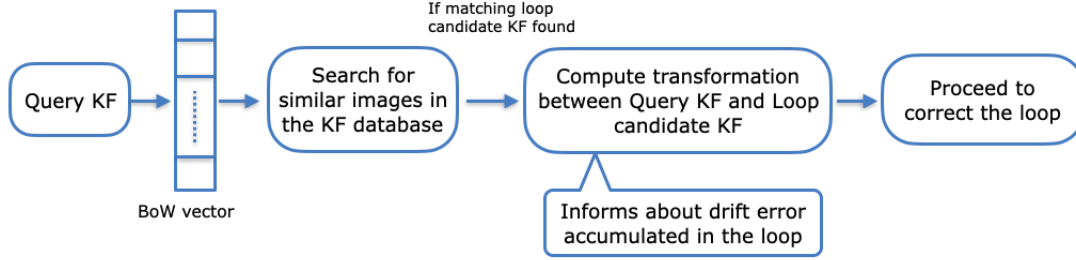 If matching loop
candidate KF found
Query KF
BoW vector
Search for
similar images in
the KF database
Compute transformation
between Query KF and Loop
candidate KF
Informs about drift error
accumulated in the loop
Proceed to
correct the loop